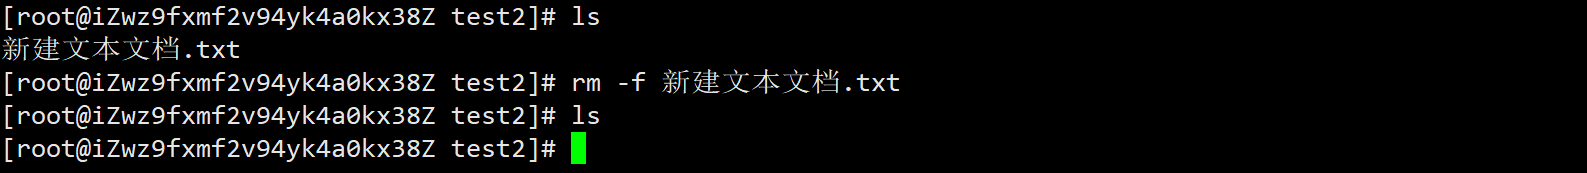 [root@iZwz9fxmf2v94yk4a0kx38Z test2]# ls
新建文本文档.txt
[root@iZwz9fxmf2v94yk4a0kx38Z test2]# rm -f 新建文本文档.txt
[root@iZwz9fxmf2v94yk4a0kx38Z test2]# ls
[root@iZwz9fxmf2v94yk4a0kx38Z test2]#